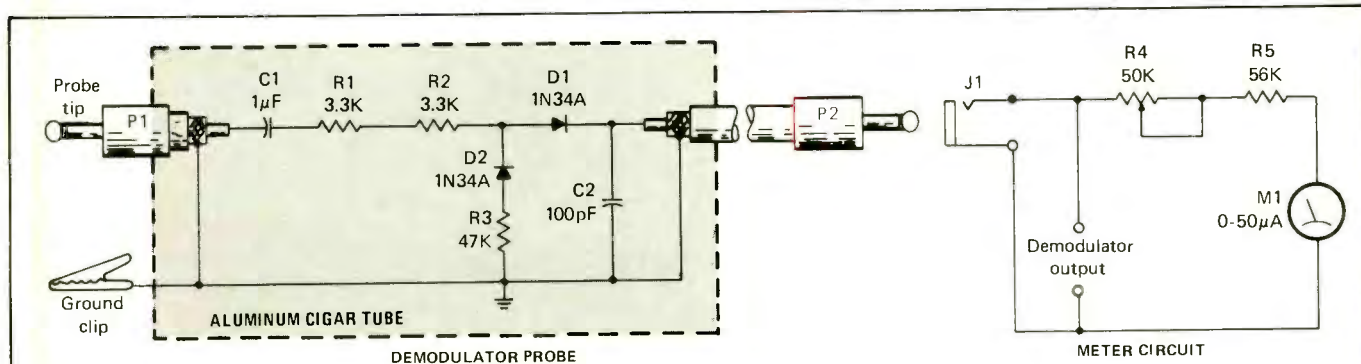 Probe
tip
P1
C1
1µF
R1
3.3K
R2
3.3K
D1
1N34A
D2
1N34A
R3
47K
C2
100pF
P2
Ground
clip
ALUMINUM CIGAR TUBE
DEMODULATOR PROBE
J1
R4
50K
R5
56K
M1
0-50µA
Demodulator
output
METER CIRCUIT